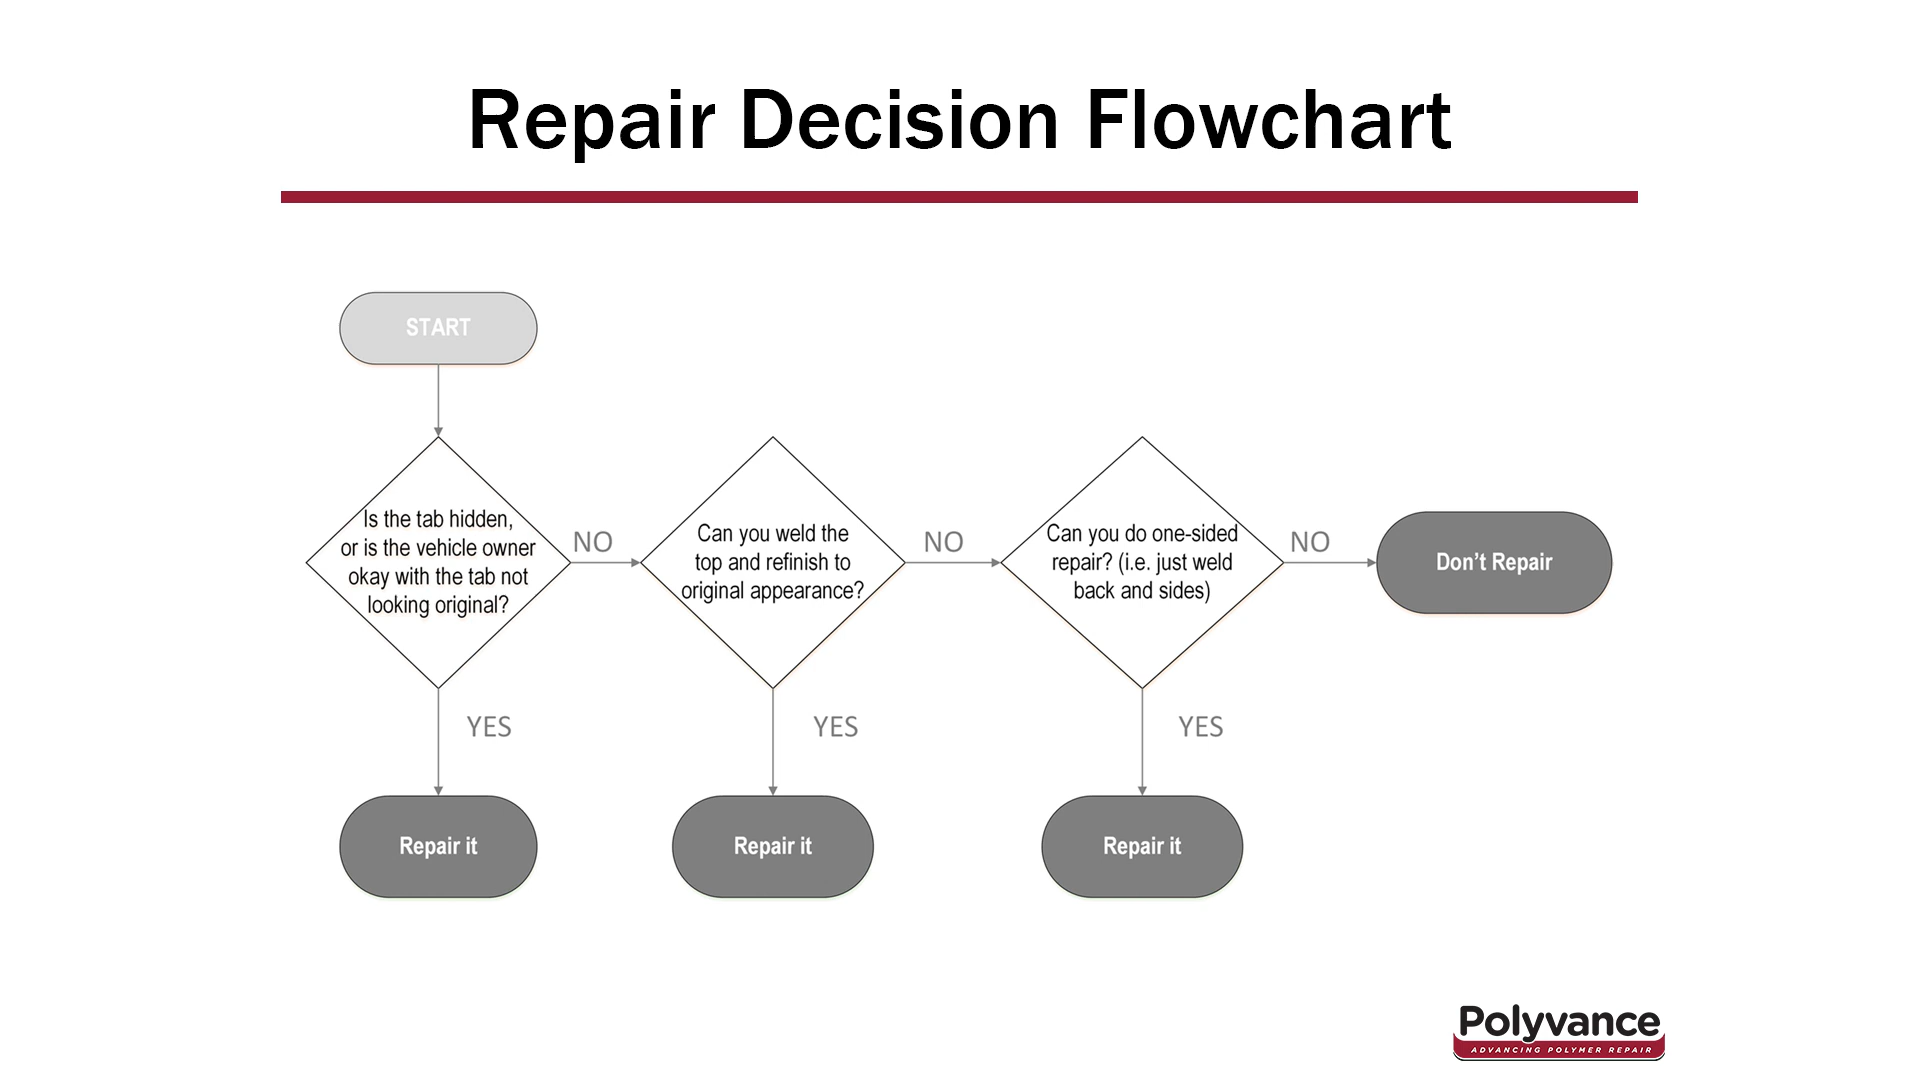 Repair Decision Flowchart
START
Is the tab hidden,
or is the vehicle owner
okay with the tab not
looking original?
NO
Can you weld the
top and refinish to
original appearance?
NO
Can you do one-sided
repair? (i.e. just weld
back and sides)
NO
Don’t Repair
YES
YES
YES
Repair it
Repair it
Repair it
Polyvance
ADVANCING POLYMER REPAIR